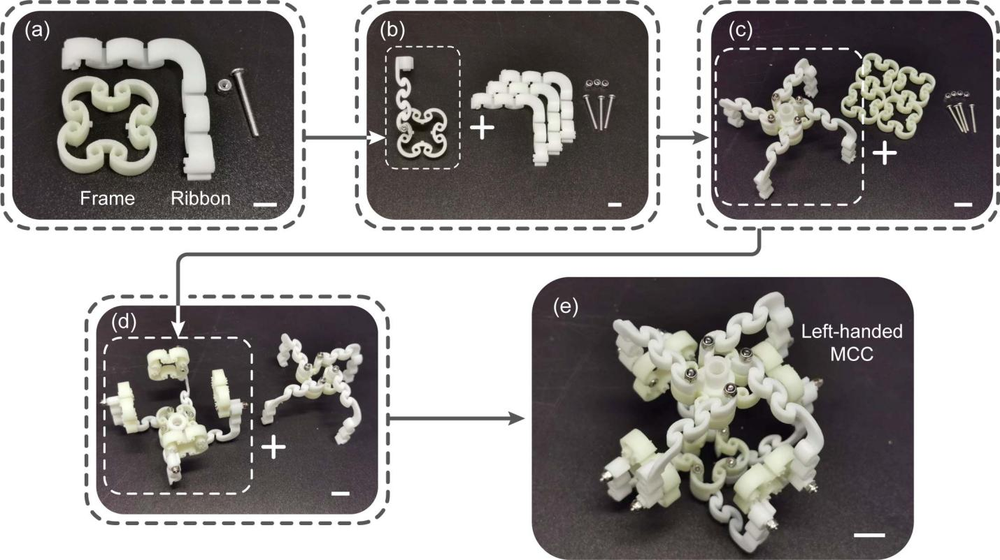 (a)
Frame
Ribbon
(b)
(c)
(d)
(e)
Left-handed
MCC